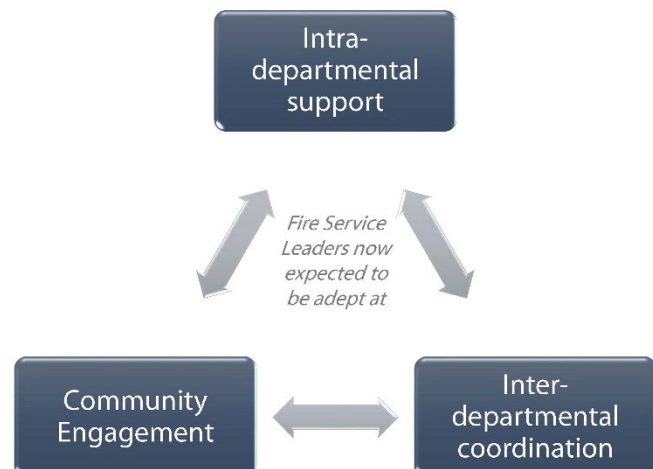 Intra-
departmental
support
Fire Service
Leaders now
expected to
be adept at
Community
Engagement
Inter-
departmental
coordination